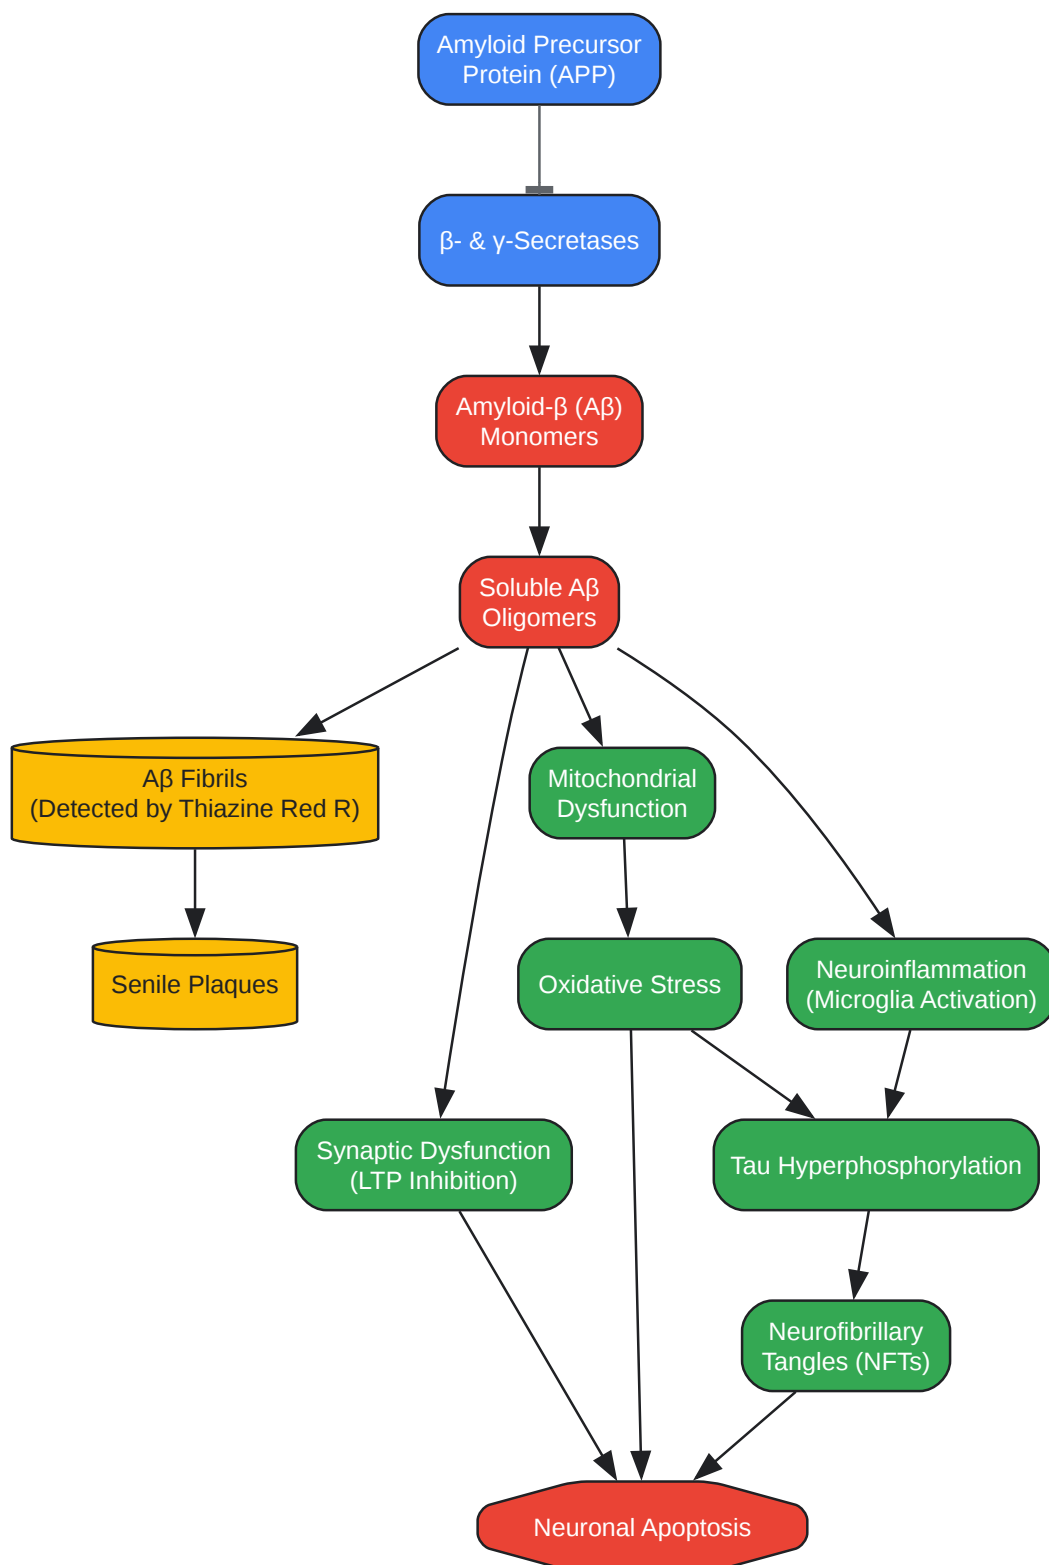 Amyloid Precursor
Protein (APP)
β- & γ-Secretases
Amyloid-β (Aβ)
Monomers
Soluble Aβ
Oligomers
Aβ Fibrils
(Detected by Thiazine Red R)
Mitochondrial
Dysfunction
Senile Plaques
Oxidative Stress
Neuroinflammation
(Microglia Activation)
Synaptic Dysfunction
(LTP Inhibition)
Tau Hyperphosphorylation
Neurofibrillary
Tangles (NFTs)
Neuronal Apoptosis